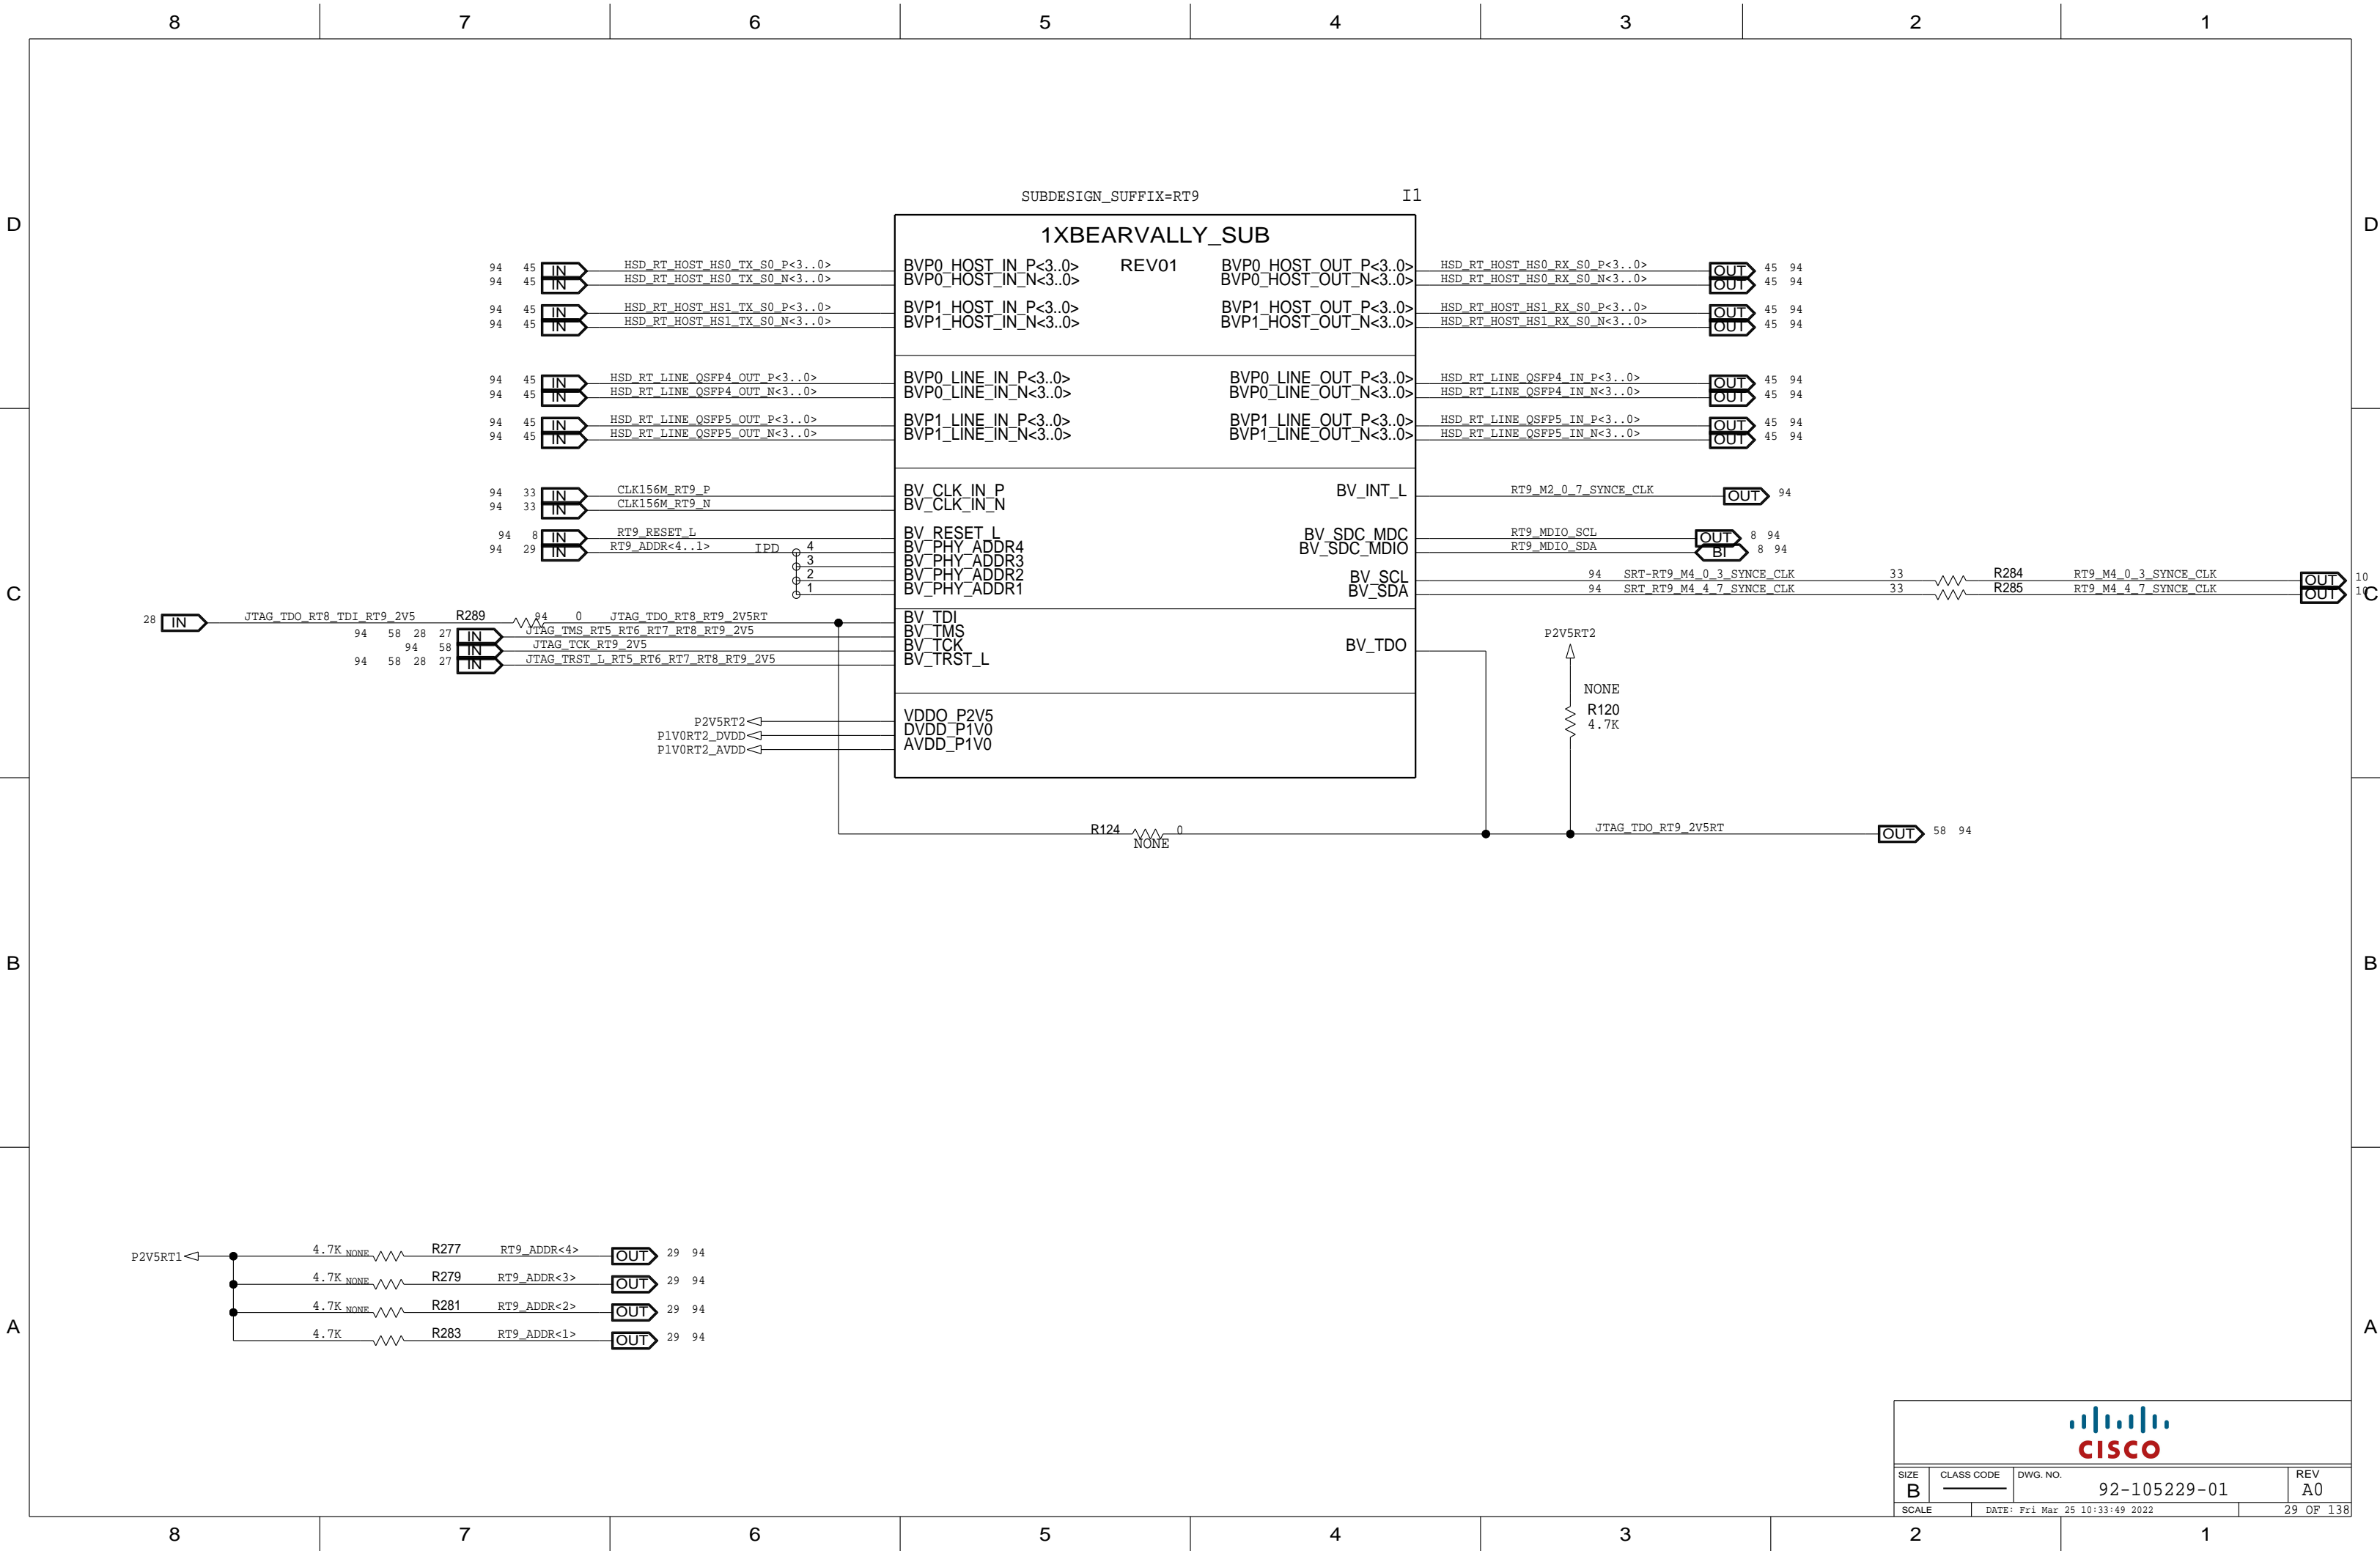 8 7 6 5 4 3 2 1
SUBDESIGN_SUFFIX=RT9 I1
D D
1XBEARVALLY_SUB
REV01
94 45 IN HSD_RT_HOST_HS0_TX_S0_P<3..0> BVP0_HOST_IN_P<3..0> BVP0_HOST_OUT_P<3..0> HSD_RT_HOST_HS0_RX_S0_P<3..0> OUT 45 94
94 45 IN HSD_RT_HOST_HS0_TX_S0_N<3..0> BVP0_HOST_IN_N<3..0> BVP0_HOST_OUT_N<3..0> HSD_RT_HOST_HS0_RX_S0_N<3..0> OUT 45 94
94 45 IN HSD_RT_HOST_HS1_TX_S0_P<3..0> BVP1_HOST_IN_P<3..0> BVP1_HOST_OUT_P<3..0> HSD_RT_HOST_HS1_RX_S0_P<3..0> OUT 45 94
94 45 IN HSD_RT_HOST_HS1_TX_S0_N<3..0> BVP1_HOST_IN_N<3..0> BVP1_HOST_OUT_N<3..0> HSD_RT_HOST_HS1_RX_S0_N<3..0> OUT 45 94
94 45 IN HSD_RT_LINE_QSFP4_OUT_P<3..0> BVP0_LINE_IN_P<3..0> BVP0_LINE_OUT_P<3..0> HSD_RT_LINE_QSFP4_IN_P<3..0> OUT 45 94
94 45 IN HSD_RT_LINE_QSFP4_OUT_N<3..0> BVP0_LINE_IN_N<3..0> BVP0_LINE_OUT_N<3..0> HSD_RT_LINE_QSFP4_IN_N<3..0> OUT 45 94
94 45 IN HSD_RT_LINE_QSFP5_OUT_P<3..0> BVP1_LINE_IN_P<3..0> BVP1_LINE_OUT_P<3..0> HSD_RT_LINE_QSFP5_IN_P<3..0> OUT 45 94
94 45 IN HSD_RT_LINE_QSFP5_OUT_N<3..0> BVP1_LINE_IN_N<3..0> BVP1_LINE_OUT_N<3..0> HSD_RT_LINE_QSFP5_IN_N<3..0> OUT 45 94
94 33 IN CLK156M_RT9_P BV_CLK_IN_P BV_INT_L RT9_M2_0_7_SYNCE_CLK OUT 94
94 33 IN CLK156M_RT9_N BV_CLK_IN_N
94 8 IN RT9_RESET_L BV_RESET_L BV_SDC_MDC RT9_MDIO_SCL OUT 8 94
94 29 IN RT9_ADDR<4..1> IPD 4 BV_PHY_ADDR4 BV_SDC_MDIO RT9_MDIO_SDA BI 8 94
3 BV_PHY_ADDR3
2 BV_PHY_ADDR2 BV_SCL 94 SRT-RT9_M4_0_3_SYNCE_CLK 33 R284 RT9_M4_0_3_SYNCE_CLK OUT 10
1 BV_PHY_ADDR1 BV_SDA 94 SRT_RT9_M4_4_7_SYNCE_CLK 33 R285 RT9_M4_4_7_SYNCE_CLK OUT 10
C C
28 IN JTAG_TDO_RT8_TDI_RT9_2V5 R289 94 0 JTAG_TDO_RT8_RT9_2V5RT BV_TDI
94 58 28 27 IN JTAG_TMS_RT5_RT6_RT7_RT8_RT9_2V5 BV_TMS
94 58 IN JTAG_TCK_RT9_2V5 BV_TCK BV_TDO P2V5RT2
94 58 28 27 IN JTAG_TRST_L_RT5_RT6_RT7_RT8_RT9_2V5 BV_TRST_L
NONE
R120
4.7K
P2V5RT2 VDDO_P2V5
P1V0RT2_DVDD DVDD_P1V0
P1V0RT2_AVDD AVDD_P1V0
R124 0 JTAG_TDO_RT9_2V5RT OUT 58 94
NONE
B B
P2V5RT1 4.7K NONE R277 RT9_ADDR<4> OUT 29 94
4.7K NONE R279 RT9_ADDR<3> OUT 29 94
4.7K NONE R281 RT9_ADDR<2> OUT 29 94
4.7K R283 RT9_ADDR<1> OUT 29 94
A A
CISCO
SIZE CLASS CODE DWG. NO. REV
B 92-105229-01 A0
SCALE DATE: Fri Mar 25 10:33:49 2022 29 OF 138
8 7 6 5 4 3 2 1